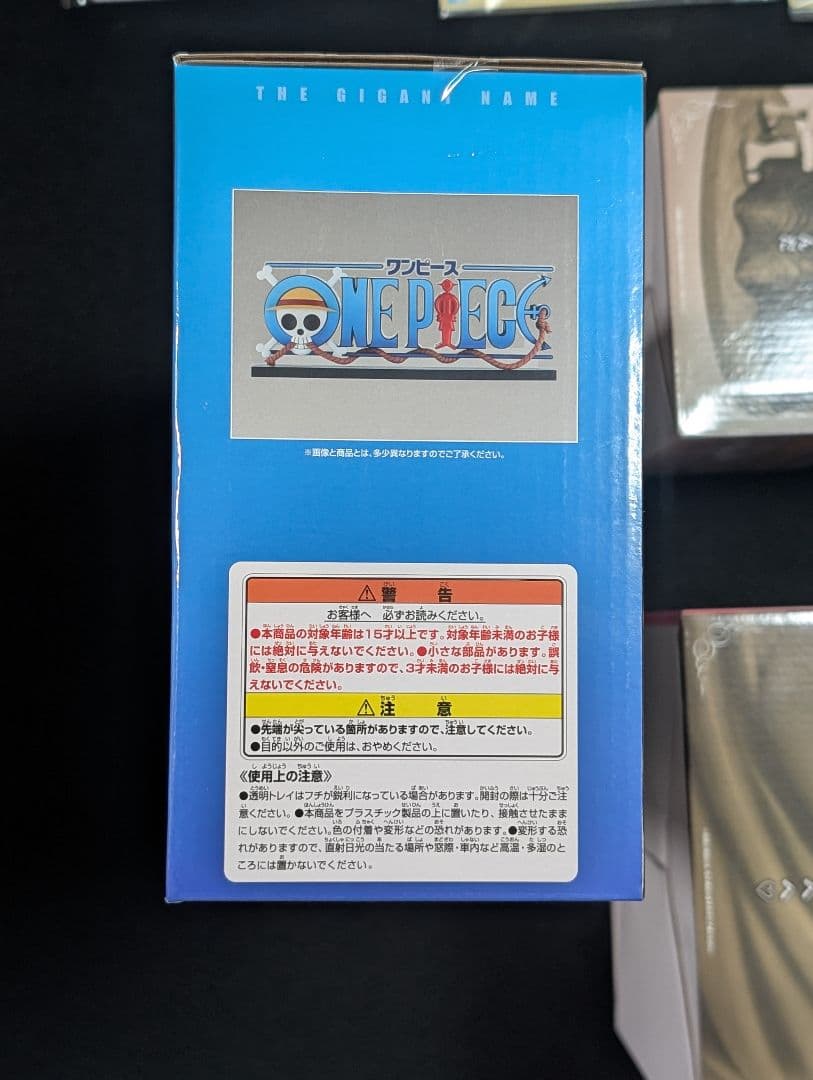 THE GIGANT NAME
ワンピース
ONE PIECE
※画像と商品とは、多少異なりますのでご了承ください。
⚠警告
お客様へ 必ずお読みください。
●本商品の対象年齢は15才以上です。対象年齢未満のお子様
には絶対に与えないでください。●小さな部品があります。誤
飲・窒息の危険がありますので、3才未満のお子様には絶対に与
えないでください。
⚠注意
●先端が尖っている箇所がありますので、注意してください。
●目的以外のご使用は、おやめください。
《使用上の注意》
●透明トレイはフチが鋭利になっている場合があります。開封の際は十分ご注
意ください。●本商品をプラスチック製品の上に置いたり、接触させたまま
にしないでください。色の付着や変形などの恐れがあります。●変形する恐
れがありますので、直射日光の当たる場所や窓際・車内など高温・多湿のと
ころには置かないでください。